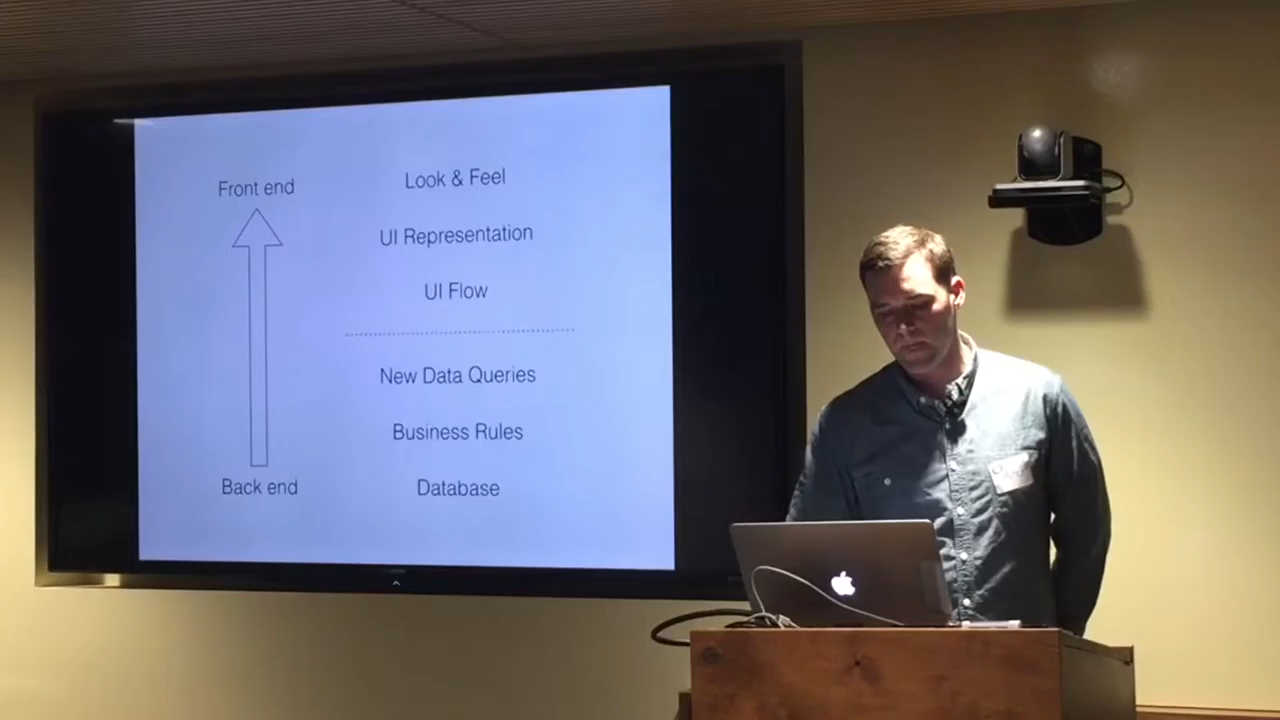 Front end
Look & Feel
UI Representation
UI Flow
New Data Queries
Business Rules
Back end
Database